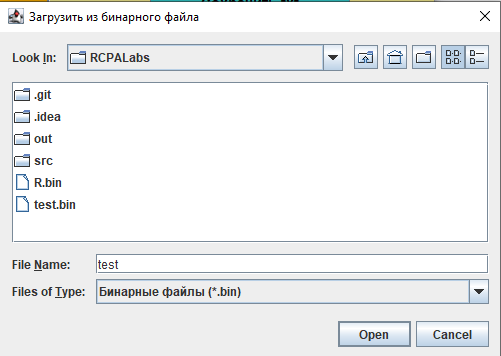 Загрузить из бинарного файла
Look In: RCPALabs
.git
.idea
out
src
R.bin
test.bin
File Name: test
Files of Type: Бинарные файлы (*.bin)
Open Cancel